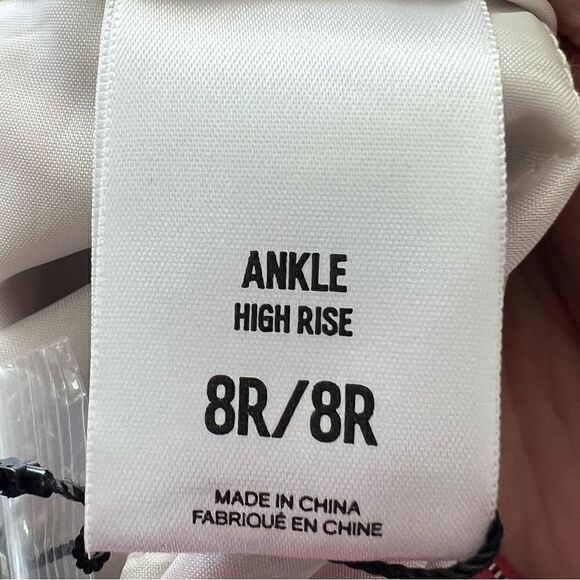 ANKLE
HIGH RISE
8R/8R
MADE IN CHINA
FABRIQUÉ EN CHINE